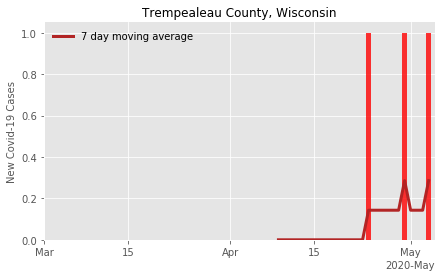 Trempealeau County, Wisconsin
7 day moving average
New Covid-19 Cases
1.0
0.8
0.6
0.4
0.2
0.0
Mar 15 Apr 15 May
2020-May